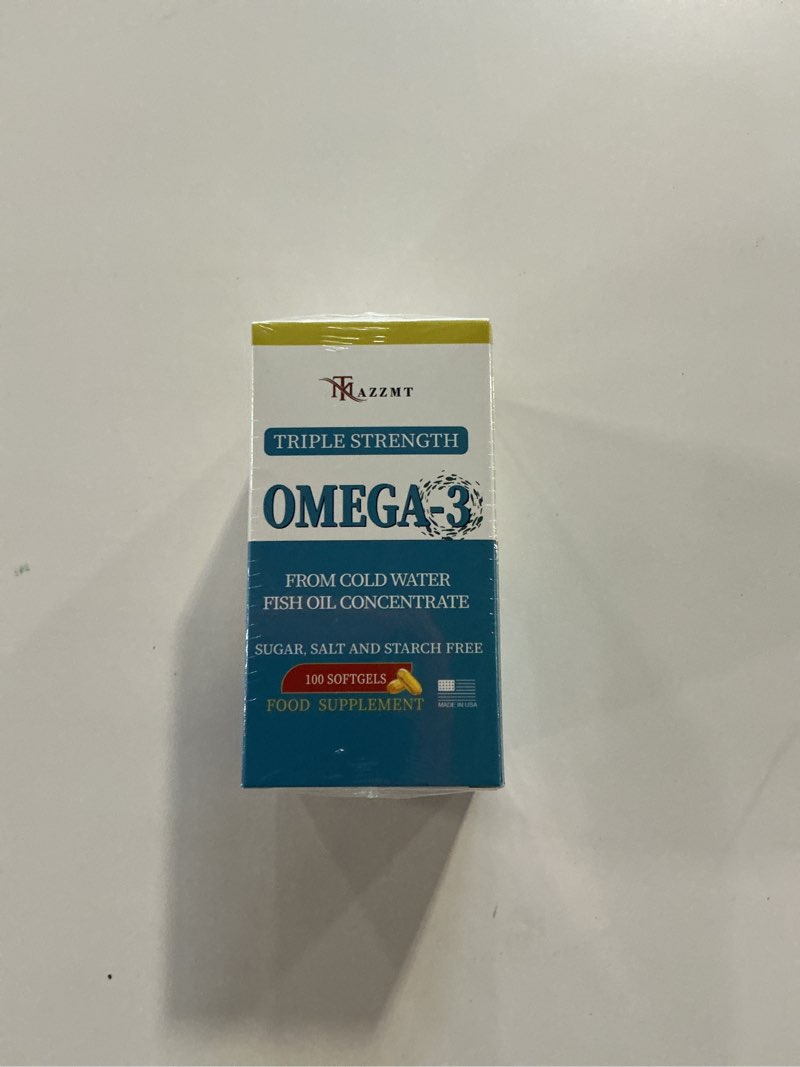 TM AZZMT
TRIPLE STRENGTH
OMEGA-3
FROM COLD WATER
FISH OIL CONCENTRATE
SUGAR, SALT AND STARCH FREE
100 SOFTGELS
FOOD SUPPLEMENT
MADE IN USA